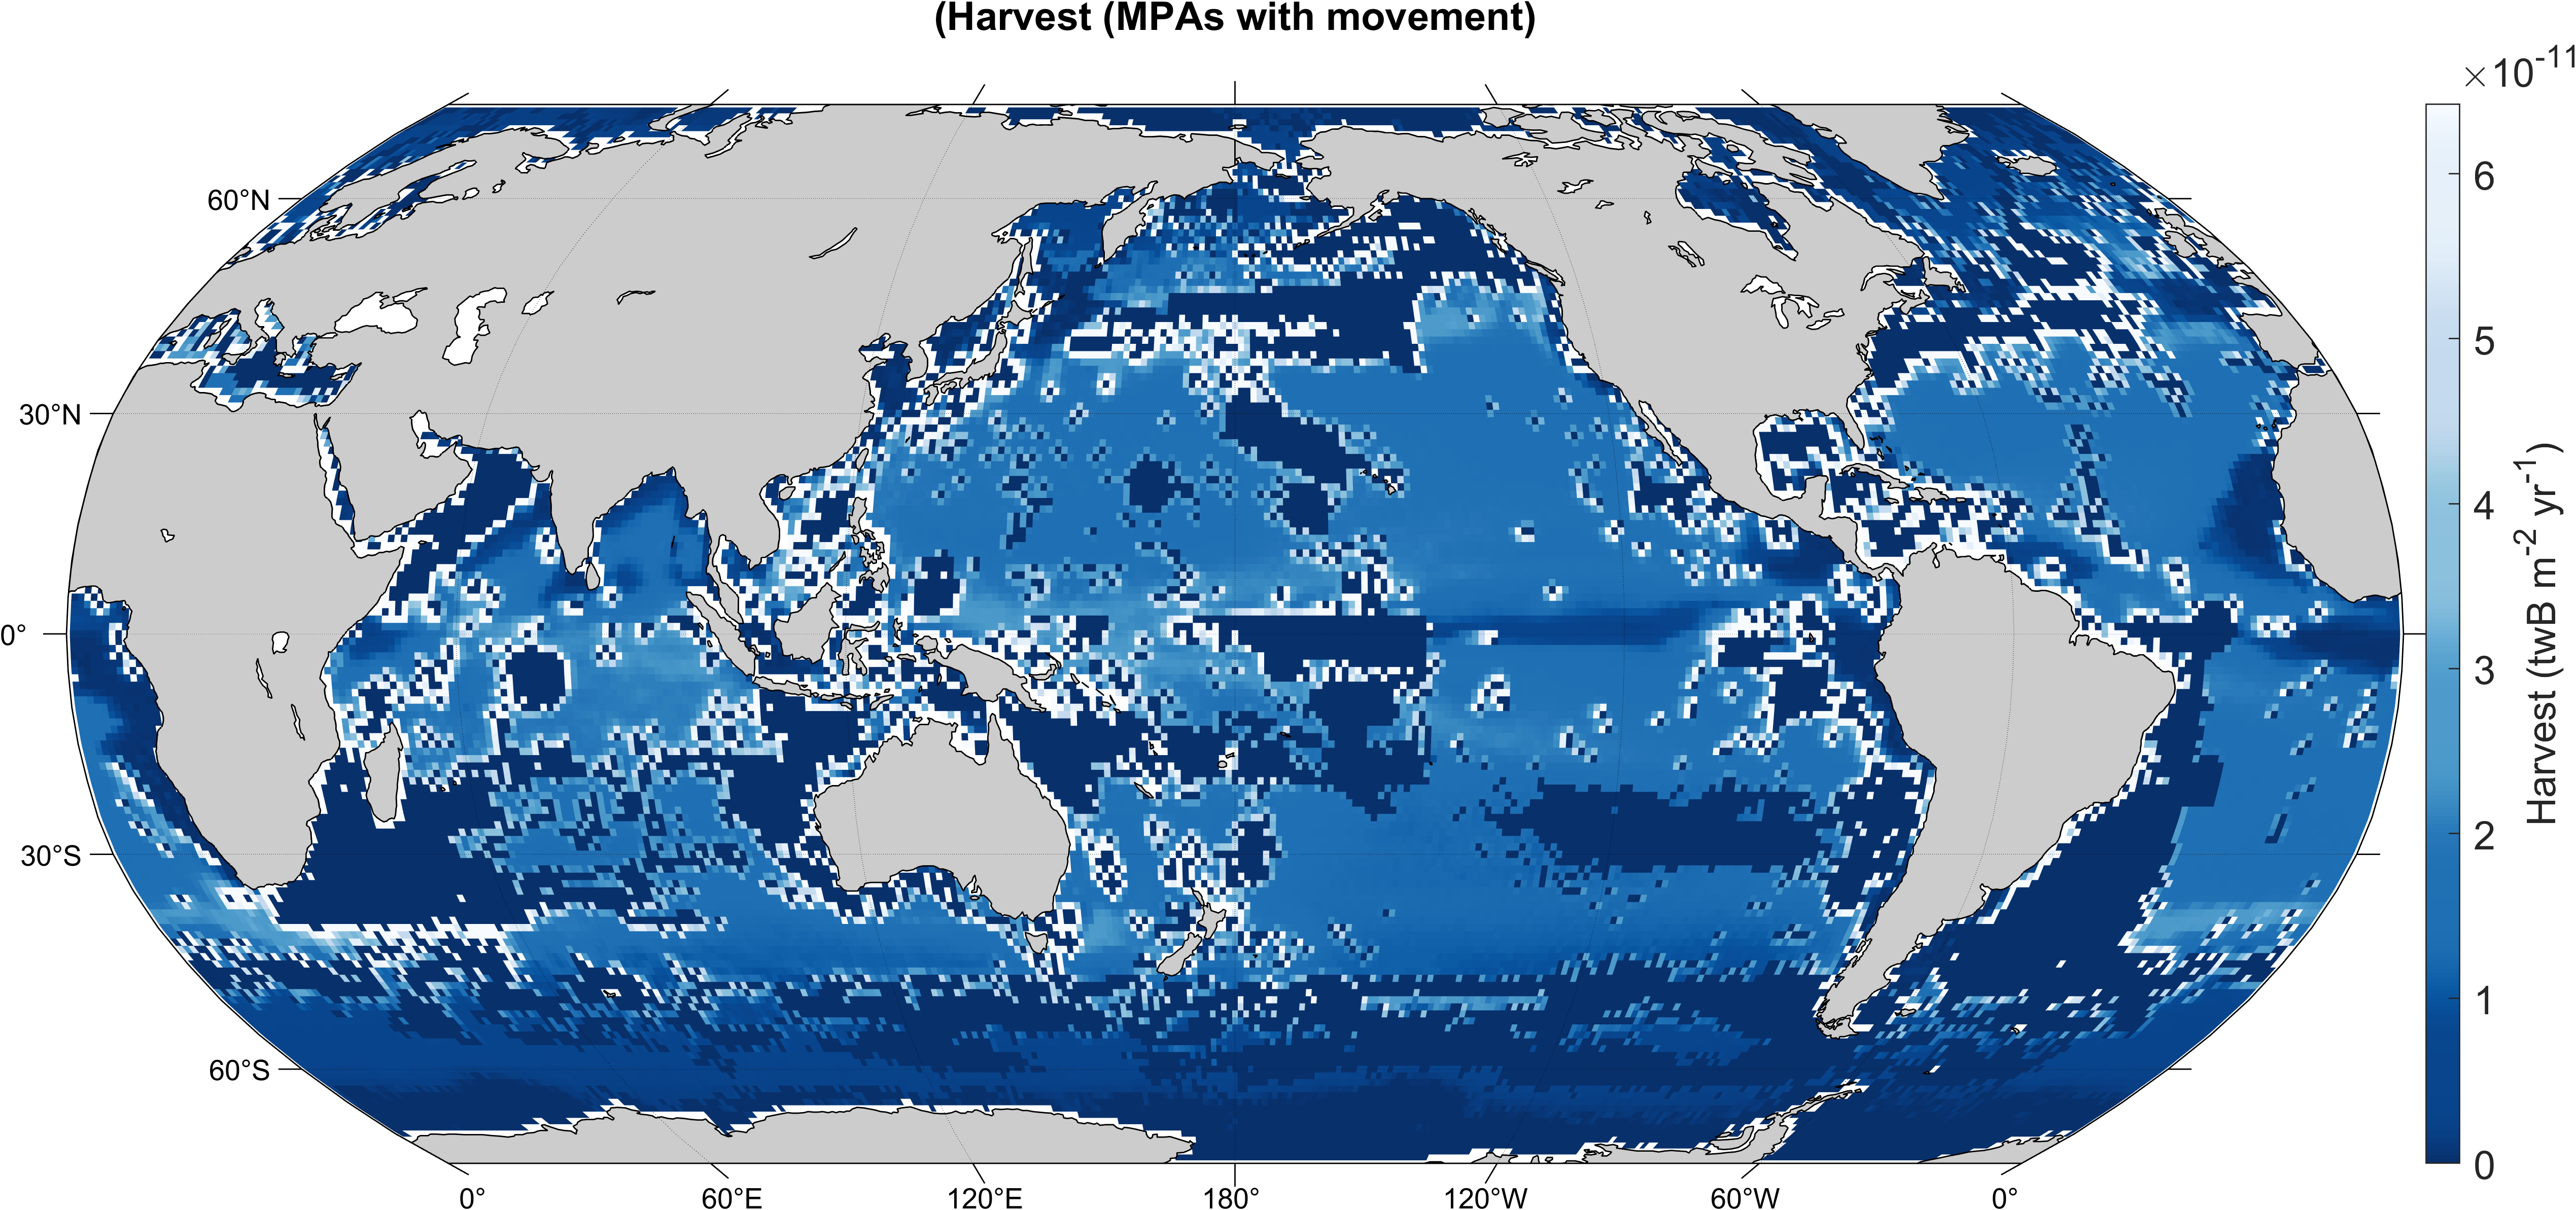 (Harvest (MPAs with movement)
×10⁻¹¹
60°N
30°N
0°
30°S
60°S
0°
60°E
120°E
180°
120°W
60°W
0°
6
5
4
3
2
1
0
Harvest (twB m⁻² yr⁻¹)